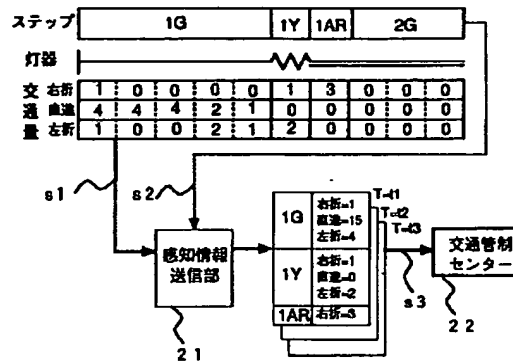 ステップ 1G 1Y 1AR 2G
灯器
交 右折 1 0 0 0 0 1 3 0 0 0
通 直進 4 4 4 2 1 0 0 0 0 0
量 左折 1 0 0 2 1 2 0 0 0 0
s1
s2
感知情報
送信部
21
1G
右折=1
直進=15
左折=4
1Y
右折=1
直進=0
左折=2
1AR 右折=3
T=t1
T=t2
T=t3
s3
交通管制
センター
22